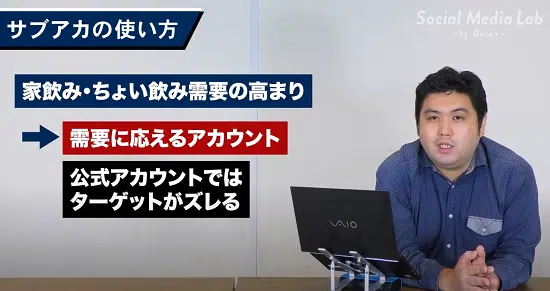 サブアカの使い方
Social Media Lab
- by Gaiax -
家飲み・ちょい飲み需要の高まり
需要に応えるアカウント
公式アカウントでは
ターゲットがズレる
VAIO